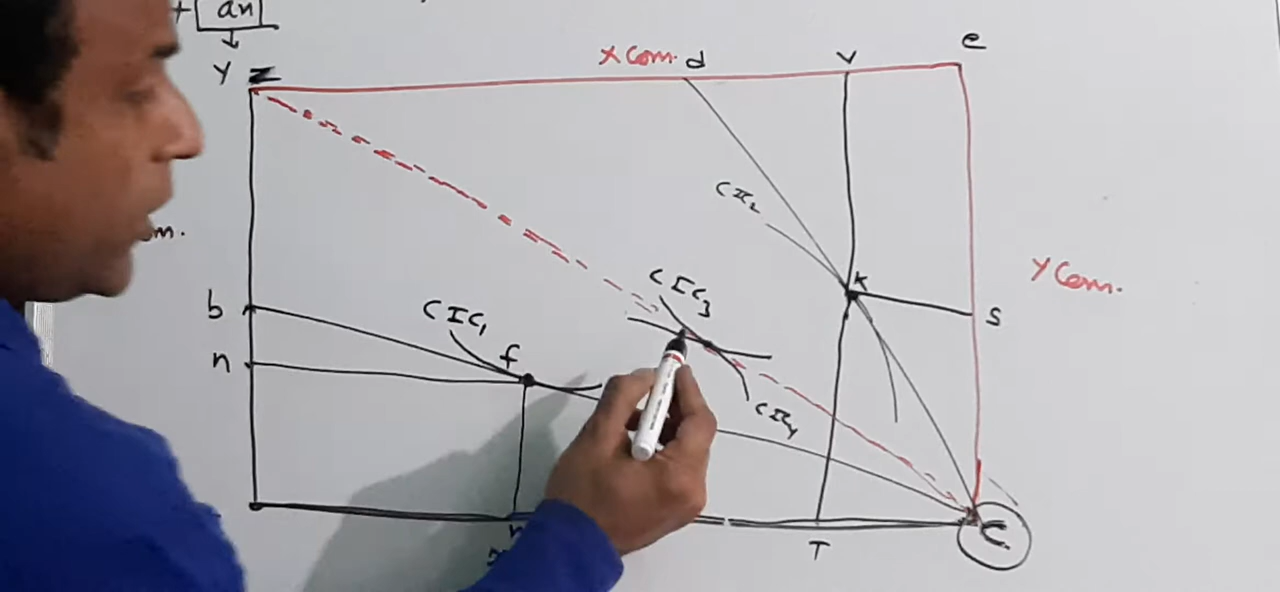 + an
↓
e
X Com. d
V
Y Z
CIC2
K
m.
Y Com.
CIC3
b
S
CIC1
f
n
CIC4
C
T